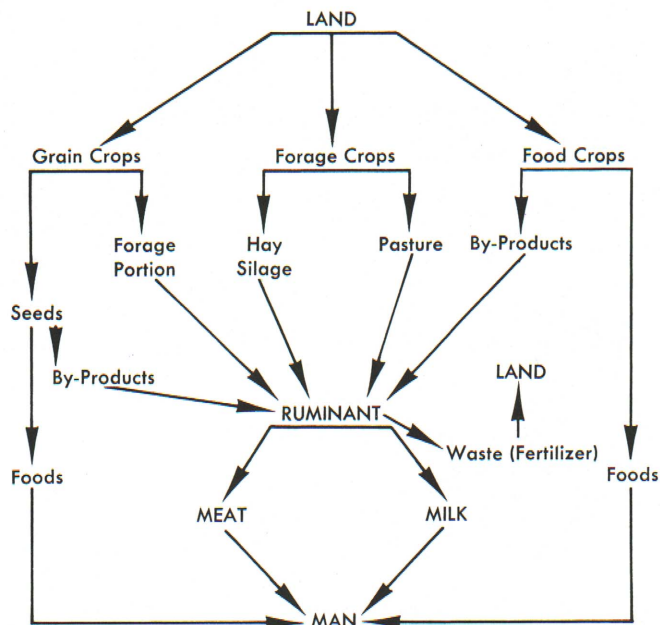 LAND
Grain Crops
Forage Crops
Food Crops
Forage
Portion
Hay
Silage
Pasture
By-Products
Seeds
By-Products
LAND
RUMINANT
Waste (Fertilizer)
Foods
Foods
MEAT
MILK
MAN